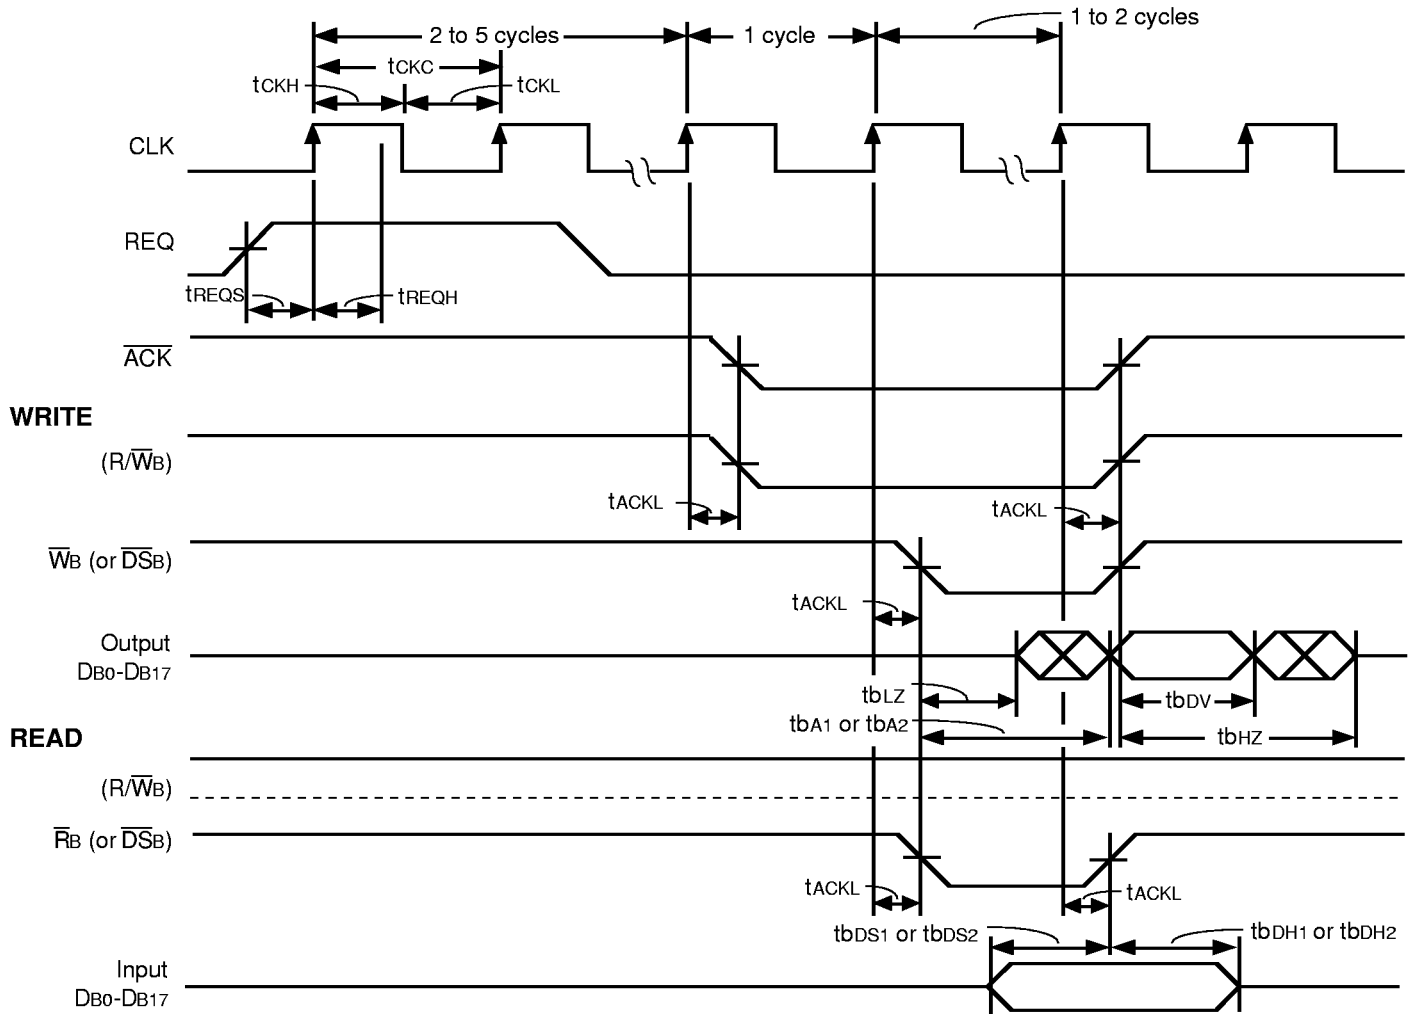 1 to 2 cycles
2 to 5 cycles
1 cycle
tCKC
tCKH
tCKL
CLK
REQ
tREQS
tREQH
ACK
WRITE
(R/WB)
tACKL
tACKL
WB (or DSB)
tACKL
Output
DB0-DB17
tbLZ
tbDV
tbA1 or tbA2
READ
tbHZ
(R/WB)
RB (or DSB)
tACKL
tACKL
tbDS1 or tbDS2
tbDH1 or tbDH2
Input
DB0-DB17